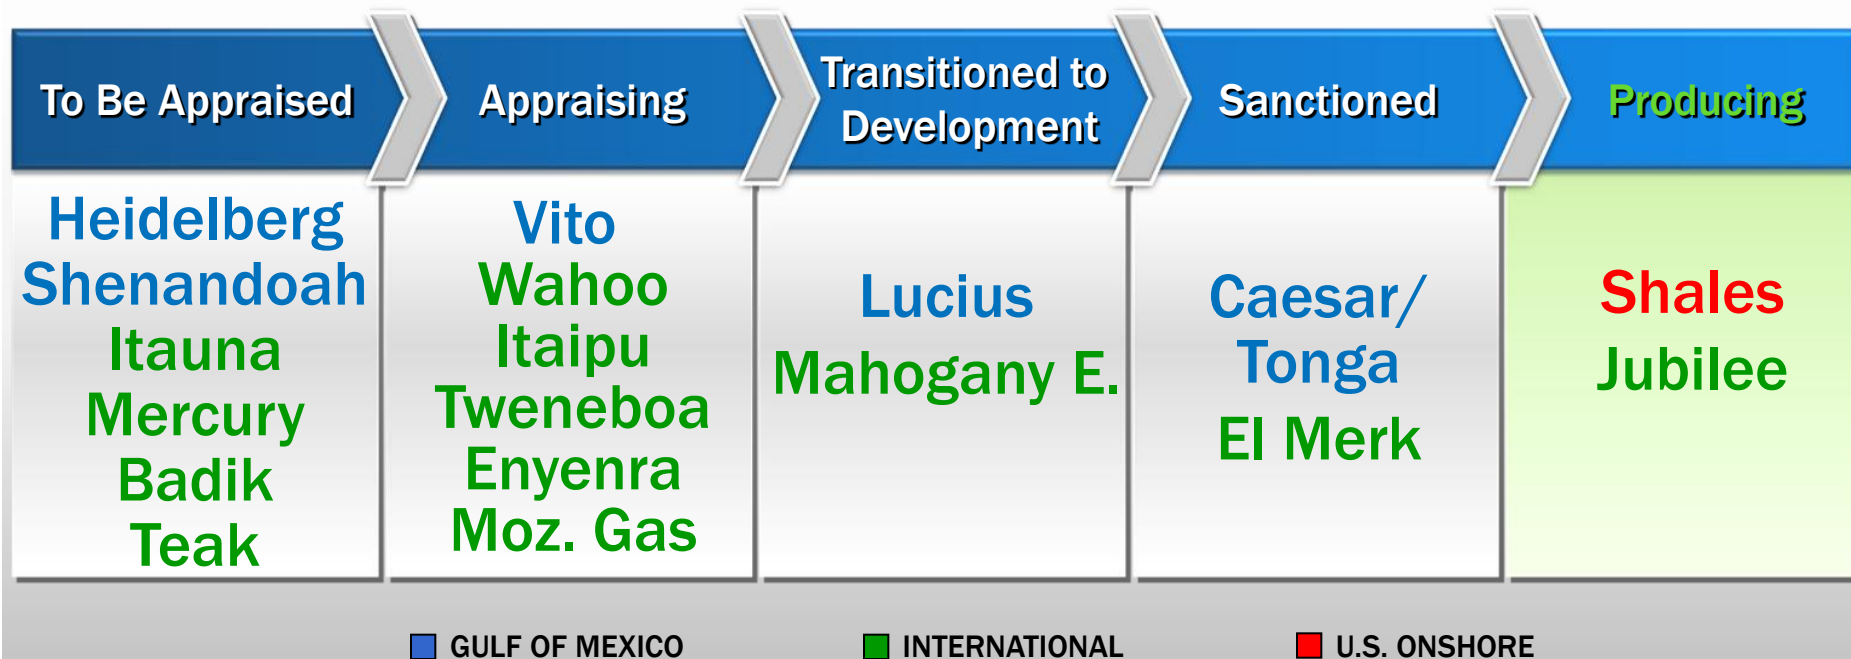 To Be Appraised
Appraising
Transitioned to
Development
Sanctioned
Producing
Heidelberg
Shenandoah
Itauna
Mercury
Badik
Teak
Vito
Wahoo
Itaipu
Tweneboa
Enyenra
Moz. Gas
Lucius
Mahogany E.
Caesar/
Tonga
El Merk
Shales
Jubilee
GULF OF MEXICO
INTERNATIONAL
U.S. ONSHORE